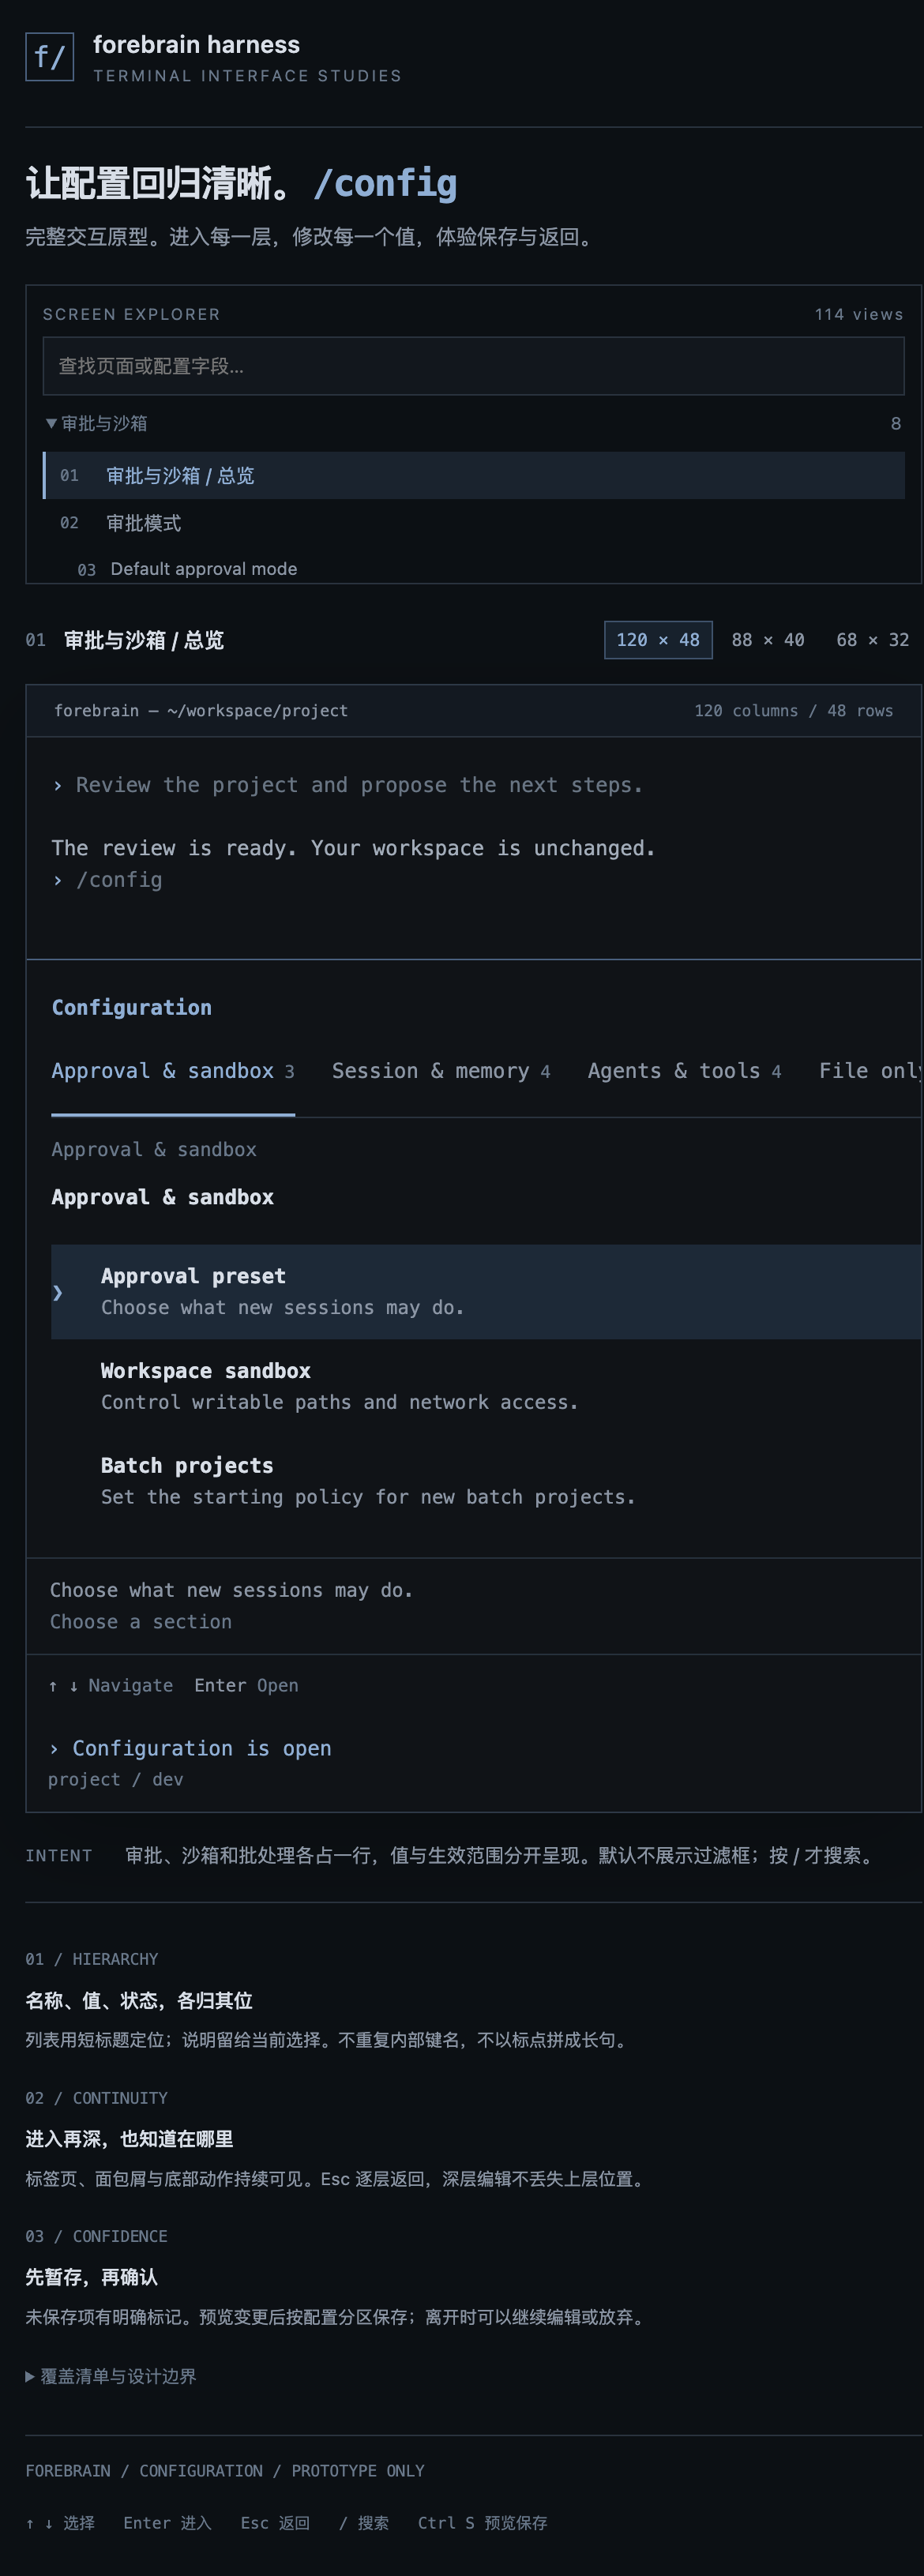 f/
forebrain harness
TERMINAL INTERFACE STUDIES
让配置回归清晰。 /config
完整交互原型。进入每一层，修改每一个值，体验保存与返回。
SCREEN EXPLORER 114 views
查找页面或配置字段...
▼ 审批与沙箱 8
01 审批与沙箱 / 总览
02 审批模式
03 Default approval mode
01 审批与沙箱 / 总览 120 × 48 88 × 40 68 × 32
forebrain — ~/workspace/project 120 columns / 48 rows
› Review the project and propose the next steps.
The review is ready. Your workspace is unchanged.
› /config
Configuration
Approval & sandbox 3 Session & memory 4 Agents & tools 4 File only
Approval & sandbox
Approval & sandbox
❯ Approval preset
Choose what new sessions may do.
Workspace sandbox
Control writable paths and network access.
Batch projects
Set the starting policy for new batch projects.
Choose what new sessions may do.
Choose a section
↑ ↓ Navigate Enter Open
› Configuration is open
project / dev
INTENT 审批、沙箱和批处理各占一行，值与生效范围分开呈现。默认不展示过滤框；按 / 才搜索。
01 / HIERARCHY
名称、值、状态，各归其位
列表用短标题定位；说明留给当前选择。不重复内部键名，不以标点拼成长句。
02 / CONTINUITY
进入再深，也知道在哪里
标签页、面包屑与底部动作持续可见。Esc 逐层返回，深层编辑不丢失上层位置。
03 / CONFIDENCE
先暂存，再确认
未保存项有明确标记。预览变更后按配置分区保存；离开时可以继续编辑或放弃。
▶ 覆盖清单与设计边界
FOREBRAIN / CONFIGURATION / PROTOTYPE ONLY
↑ ↓ 选择 Enter 进入 Esc 返回 / 搜索 Ctrl S 预览保存